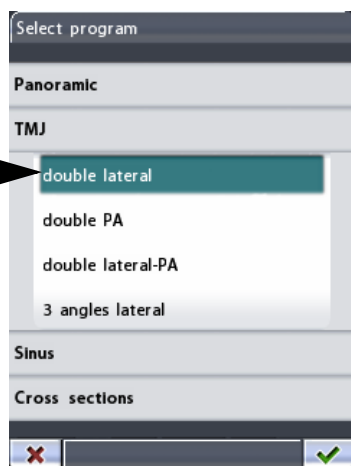 Select program
Panoramic
TMJ
double lateral
double PA
double lateral-PA
3 angles lateral
Sinus
Cross sections